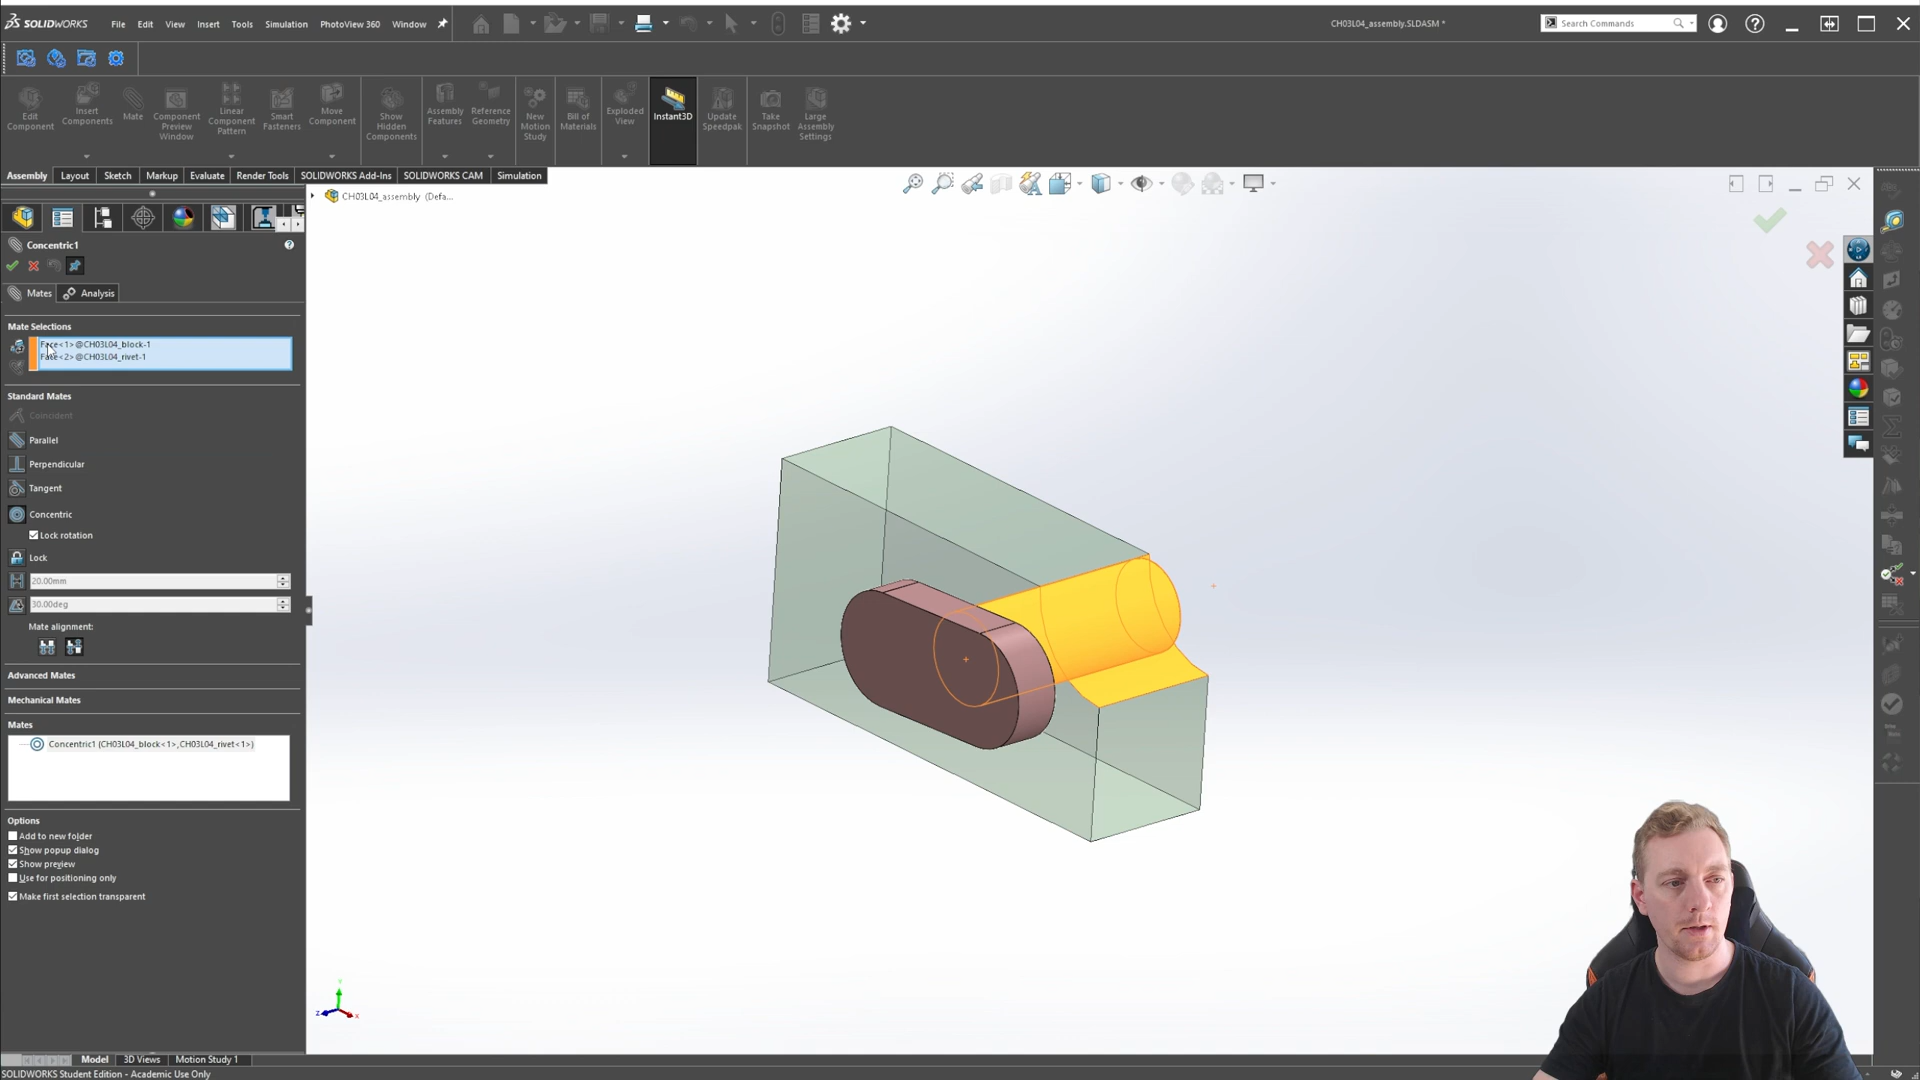 SOLIDWORKS File Edit View Insert Tools Simulation PhotoView 360 Window CH03L04_assembly.SLDASM * Search Commands
Edit Component
Insert Components
Mate
Component Preview Window
Linear Component Pattern
Smart Fasteners
Move Component
Show Hidden Components
Assembly Features
Reference Geometry
New Motion Study
Bill of Materials
Exploded View
Instant3D
Update Speedpak
Take Snapshot
Large Assembly Settings
Assembly Layout Sketch Markup Evaluate Render Tools SOLIDWORKS Add-Ins SOLIDWORKS CAM Simulation
CH03L04_assembly (Defa...
Concentric1
Mates Analysis
Mate Selections
Face<1>@CH03L04_block-1
Face<2>@CH03L04_rivet-1
Standard Mates
Coincident
Parallel
Perpendicular
Tangent
Concentric
Lock rotation
Lock
20.00mm
30.00deg
Mate alignment:
Advanced Mates
Mechanical Mates
Mates
Concentric1 (CH03L04_block<1>,CH03L04_rivet<1>)
Options
Add to new folder
Show popup dialog
Show preview
Use for positioning only
Make first selection transparent
Y
Z X
Model 3D Views Motion Study 1
SOLIDWORKS Student Edition - Academic Use Only